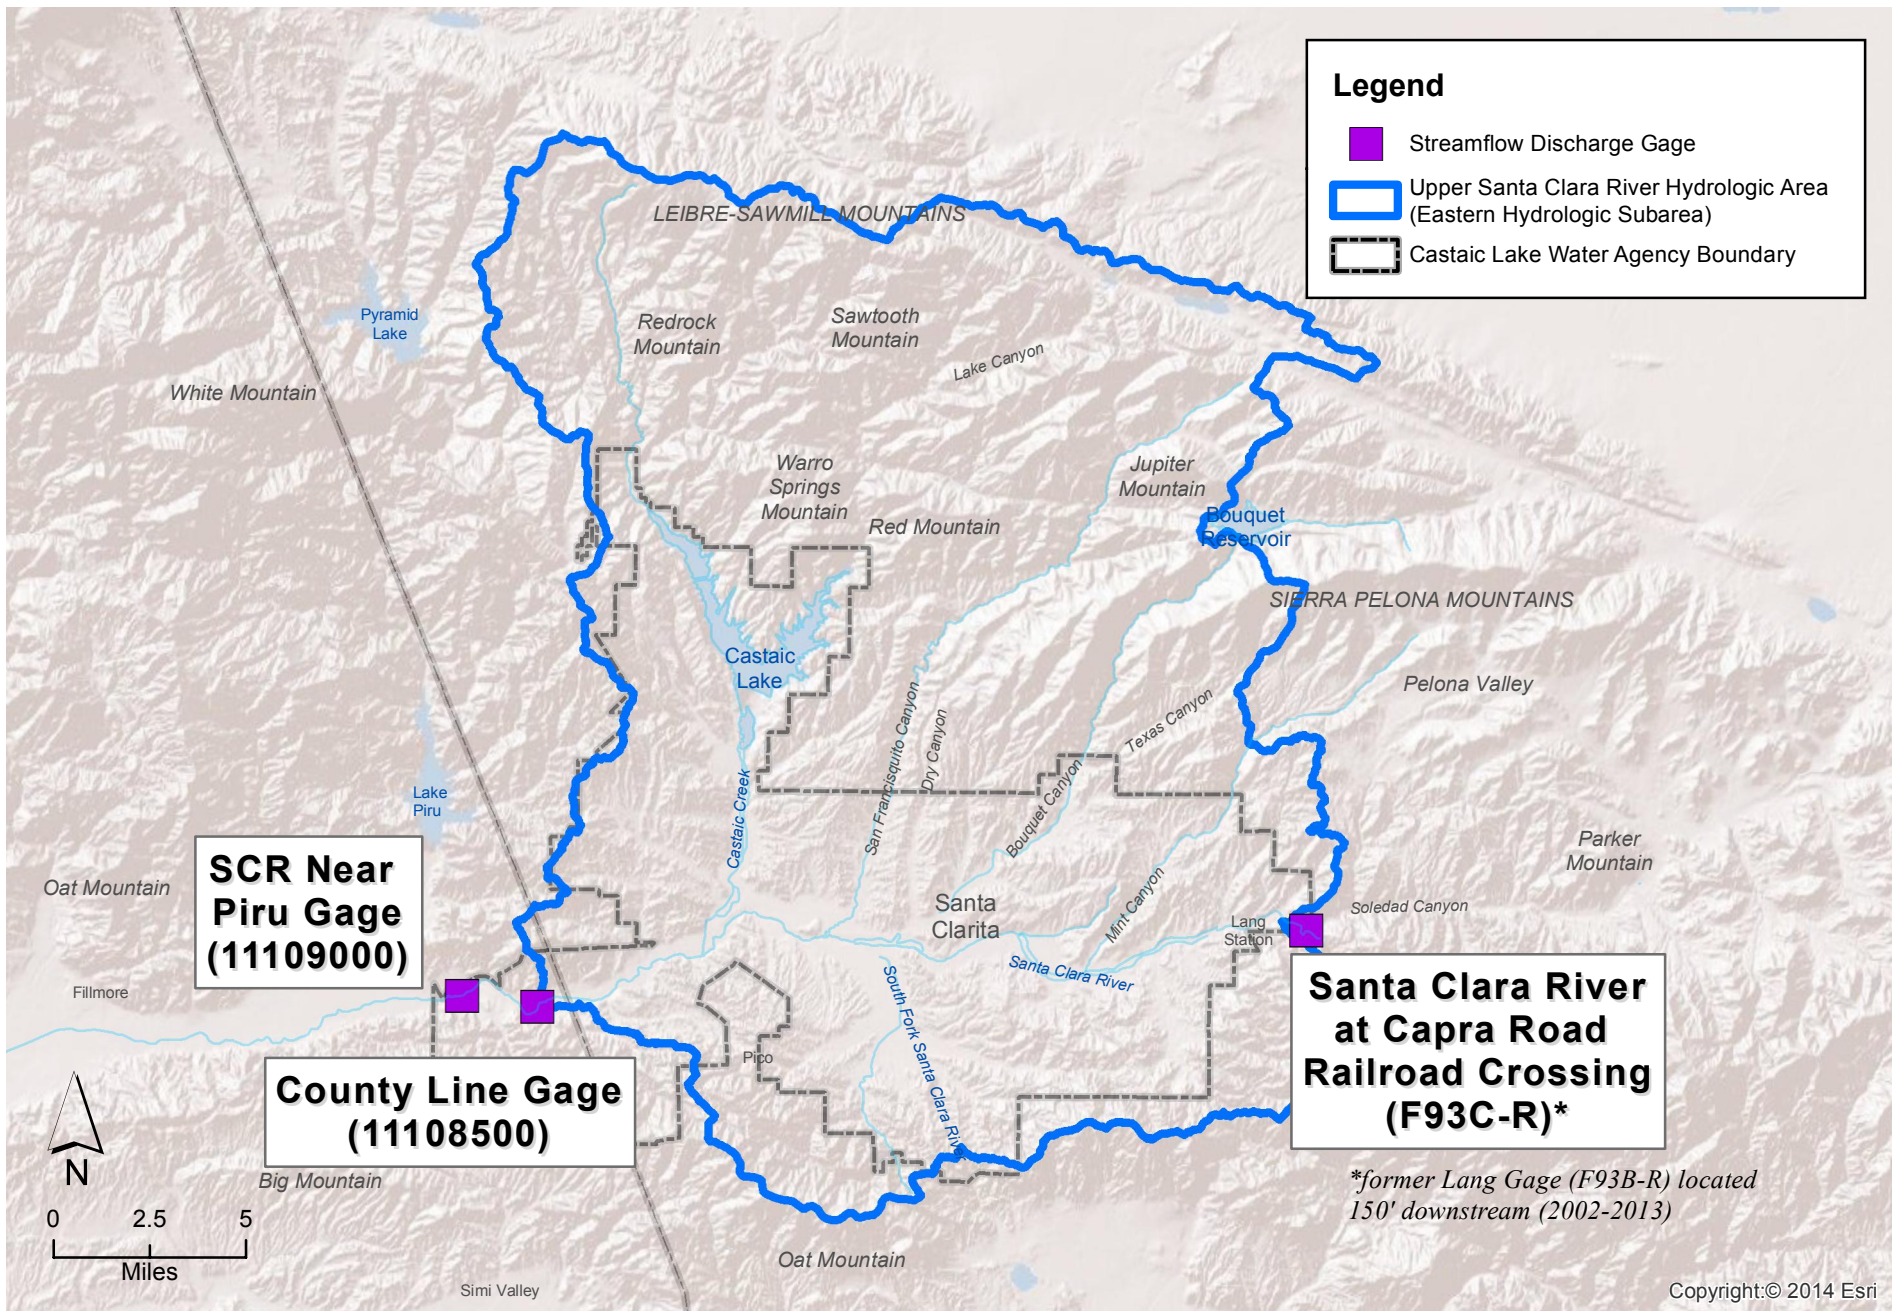 Legend
Streamflow Discharge Gage
Upper Santa Clara River Hydrologic Area
(Eastern Hydrologic Subarea)
Castaic Lake Water Agency Boundary
LEIBRE-SAWMILL MOUNTAINS
Pyramid
Lake
Redrock
Mountain
Sawtooth
Mountain
Lake Canyon
White Mountain
Warro
Springs
Mountain
Jupiter
Mountain
Red Mountain
Bouquet
Reservoir
SIERRA PELONA MOUNTAINS
Castaic
Lake
Pelona Valley
San Francisquito Canyon
Dry Canyon
Texas Canyon
Bouquet Canyon
Castaic Creek
Lake
Piru
Parker
Mountain
Oat Mountain
SCR Near
Piru Gage
(11109000)
Santa
Clarita
Mint Canyon
Lang
Station
Soledad Canyon
Santa Clara River
South Fork Santa Clara River
Fillmore
Pico
Santa Clara River
at Capra Road
Railroad Crossing
(F93C-R)*
County Line Gage
(11108500)
*former Lang Gage (F93B-R) located
150' downstream (2002-2013)
N
Big Mountain
0 2.5 5
Miles
Oat Mountain
Simi Valley
Copyright:© 2014 Esri